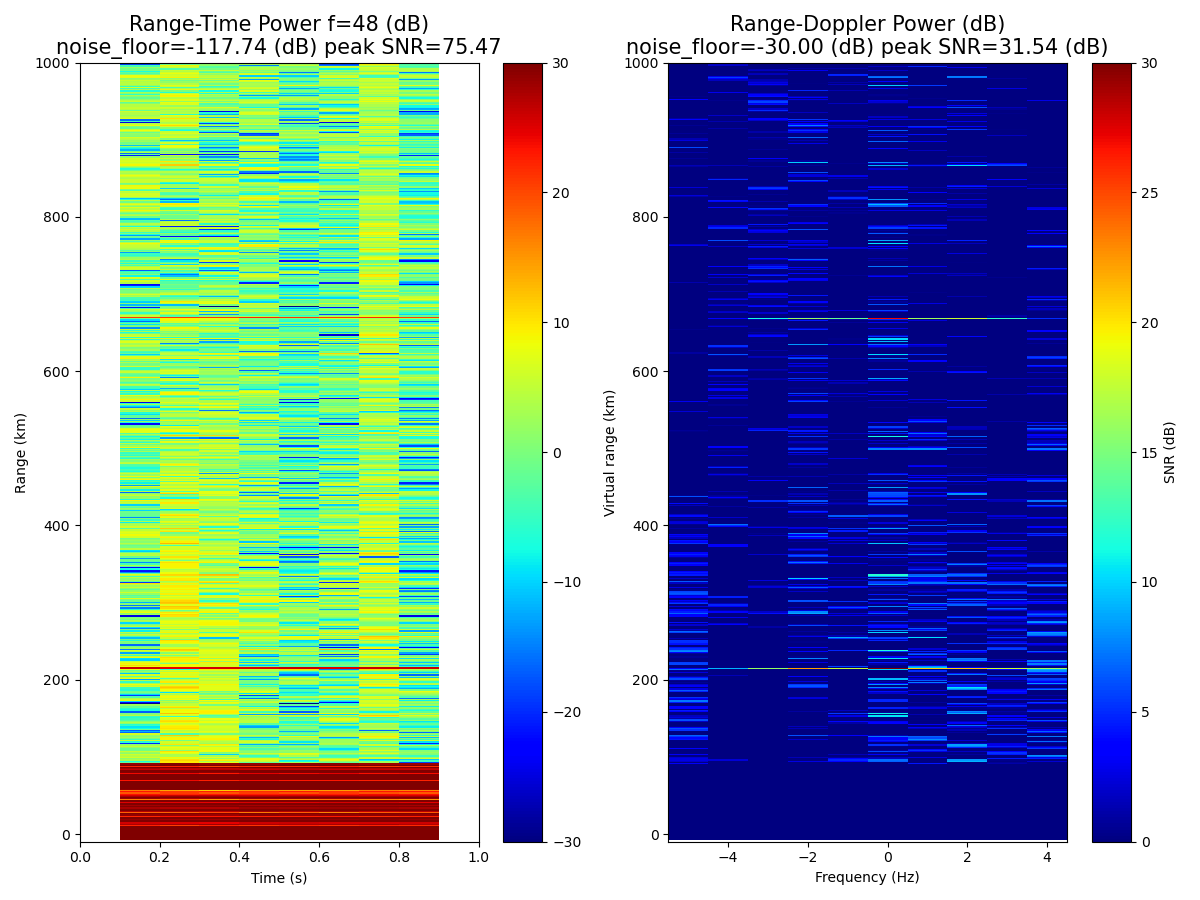 Range-Time Power f=48 (dB)
noise_floor=-117.74 (dB) peak SNR=75.47
Range-Doppler Power (dB)
noise_floor=-30.00 (dB) peak SNR=31.54 (dB)
1000
800
600
400
200
0
Range (km)
0.0 0.2 0.4 0.6 0.8 1.0
Time (s)
30
20
10
0
−10
−20
−30
1000
800
600
400
200
0
Virtual range (km)
−4 −2 0 2 4
Frequency (Hz)
30
25
20
15
10
5
0
SNR (dB)